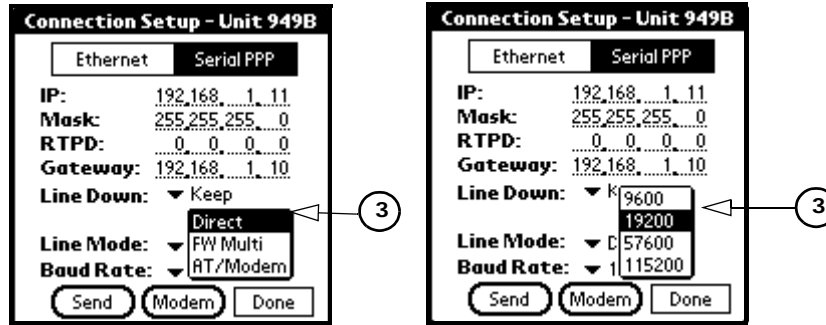 Connection Setup - Unit 949B
Ethernet Serial PPP
IP: 192.168. 1. 11
Mask: 255.255.255. 0
RTPD: 0. 0. 0. 0
Gateway: 192.168. 1. 10
Line Down: Keep
Direct
Line Mode: FW Multi
Baud Rate: AT/Modem
Send Modem Done
3
Connection Setup - Unit 949B
Ethernet Serial PPP
IP: 192.168. 1. 11
Mask: 255.255.255. 0
RTPD: 0. 0. 0. 0
Gateway: 192.168. 1. 10
Line Down: K 9600
19200
Line Mode: D 57600
Baud Rate: 1 115200
Send Modem Done
3